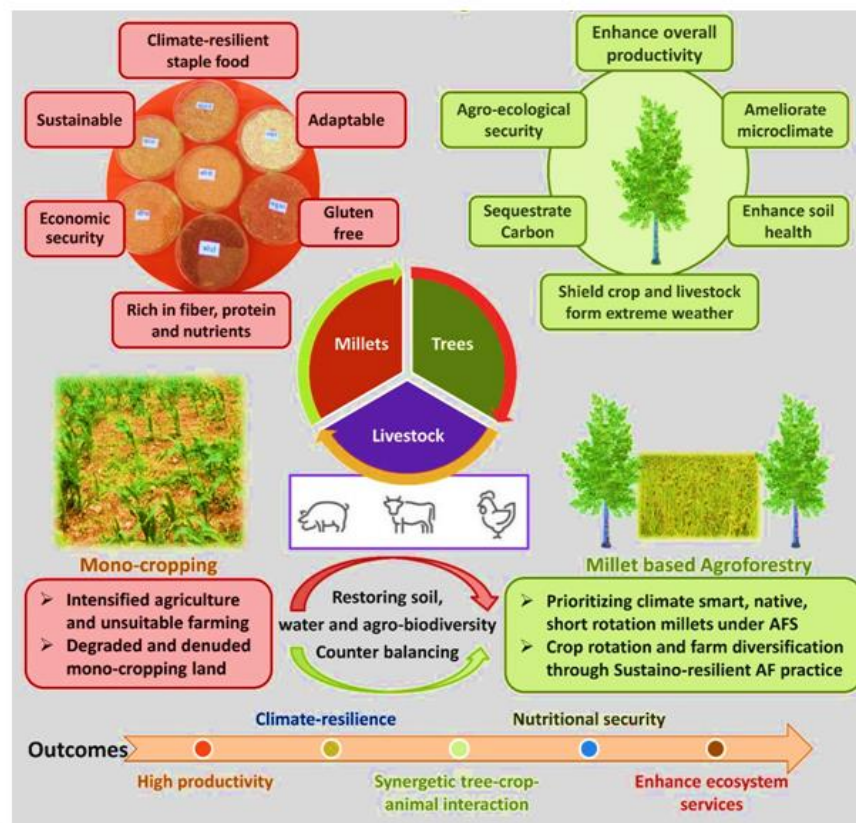 Climate-resilient
staple food
Sustainable
Adaptable
Economic
security
Gluten
free
Rich in fiber, protein
and nutrients
Enhance overall
productivity
Agro-ecological
security
Ameliorate
microclimate
Sequestrate
Carbon
Enhance soil
health
Shield crop and livestock
form extreme weather
Millets
Trees
Livestock
Mono-cropping
➢ Intensified agriculture
and unsuitable farming
➢ Degraded and denuded
mono-cropping land
Restoring soil,
water and agro-biodiversity
Counter balancing
Millet based Agroforestry
➢ Prioritizing climate smart, native,
short rotation millets under AFS
➢ Crop rotation and farm diversification
through Sustaino-resilient AF practice
Outcomes
Climate-resilience
Nutritional security
High productivity
Synergetic tree-crop-
animal interaction
Enhance ecosystem
services